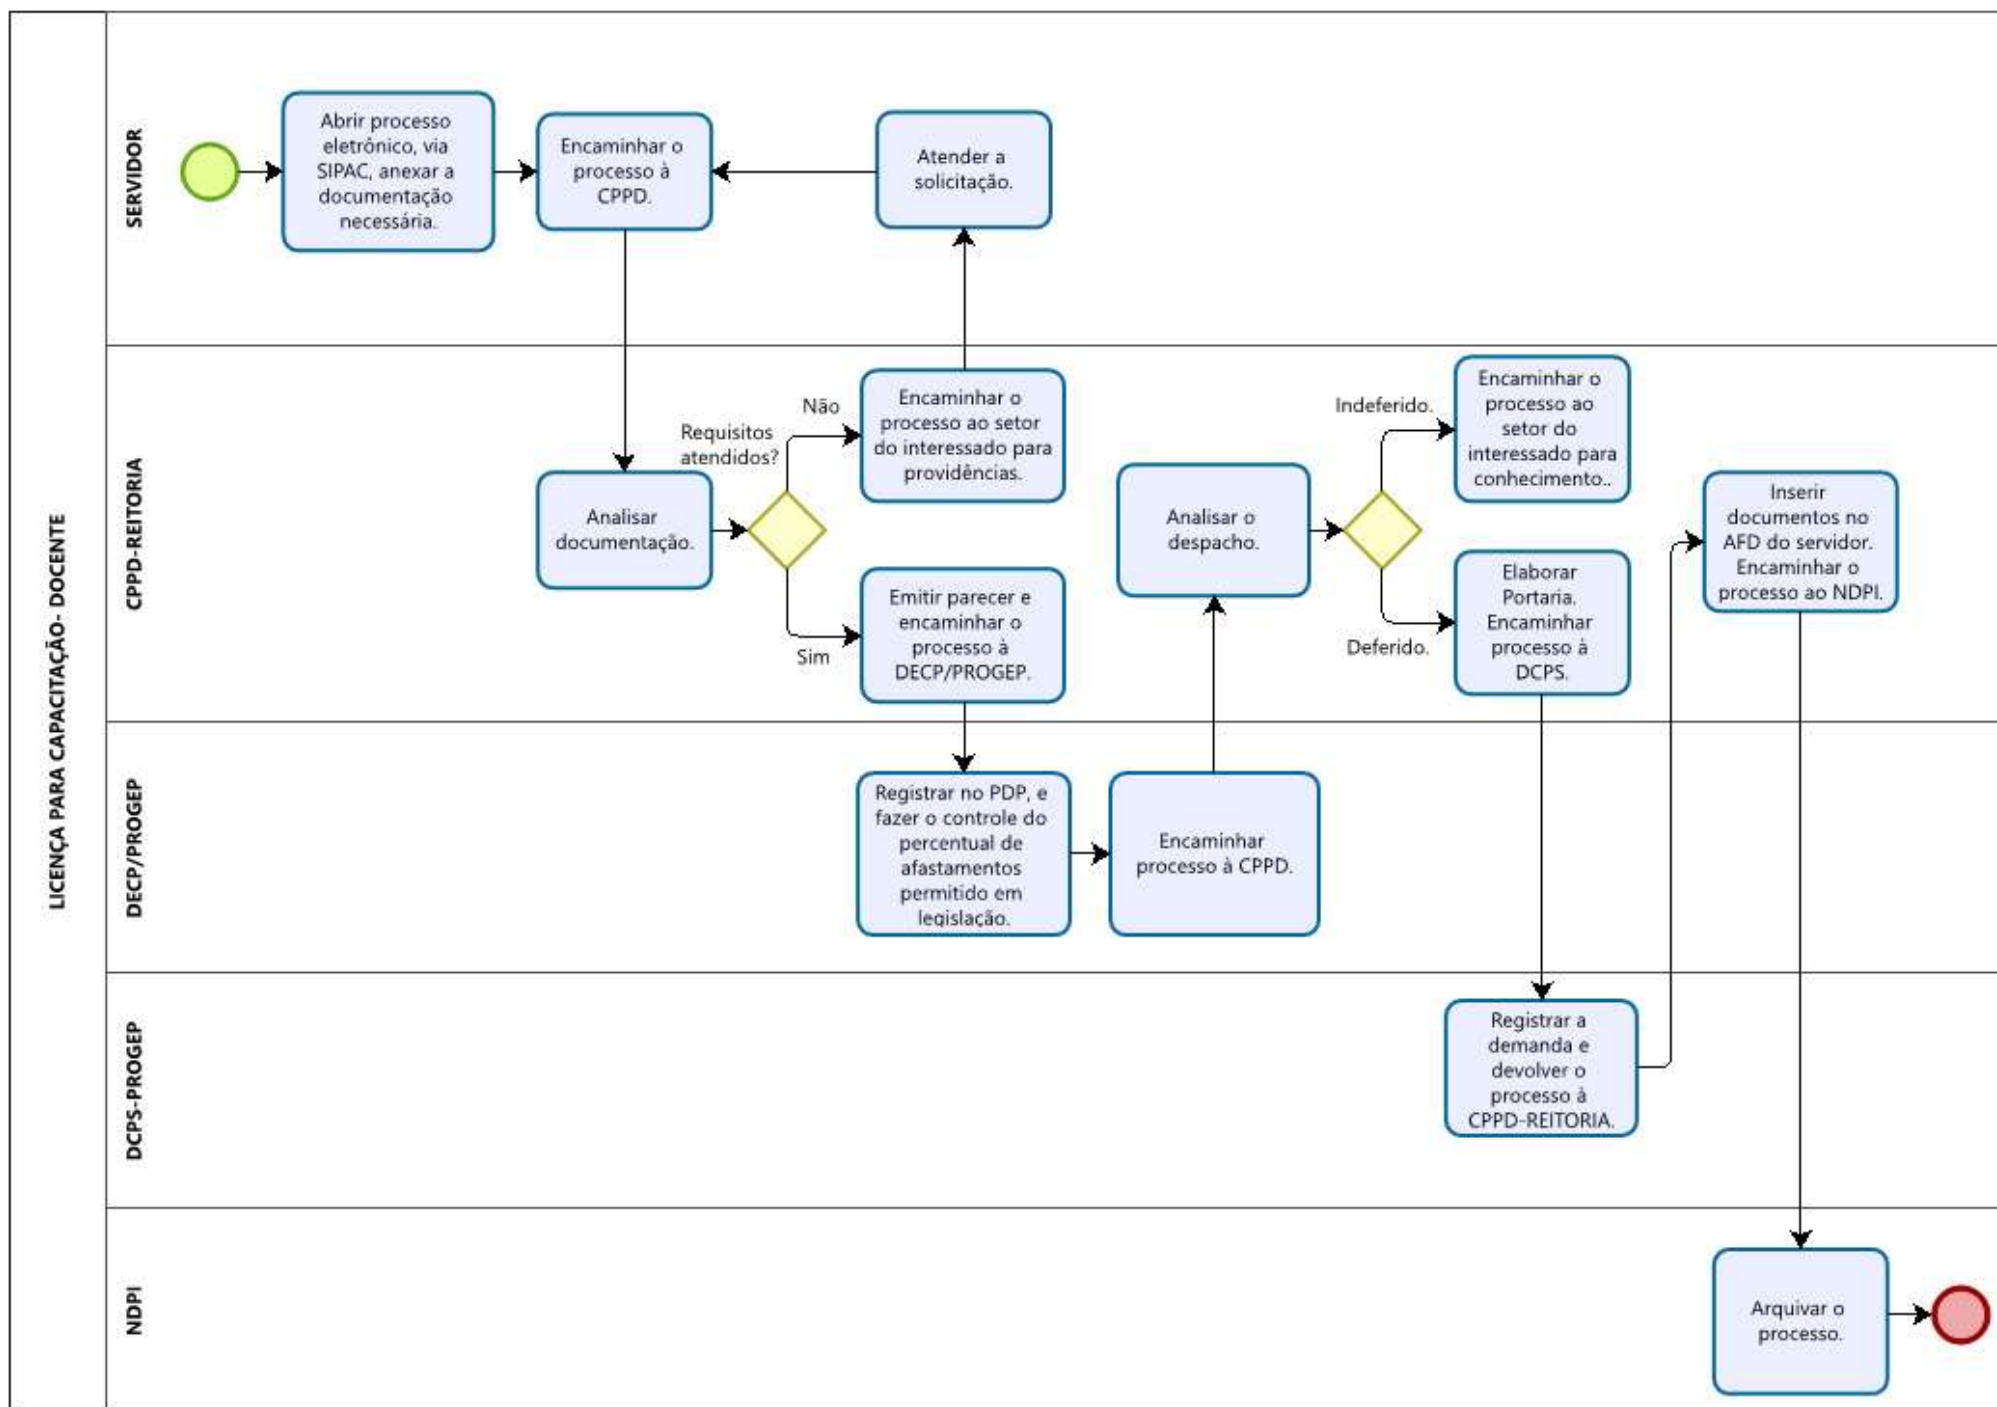 LICENÇA PARA CAPACITAÇÃO- DOCENTE
SERVIDOR
Abrir processo
eletrônico, via
SIPAC, anexar a
documentação
necessária.
Encaminhar o
processo à
CPPD.
Atender a
solicitação.
CPPD-REITORIA
Analisar
documentação.
Requisitos
atendidos?
Não
Encaminhar o
processo ao setor
do interessado para
providências.
Sim
Emitir parecer e
encaminhar o
processo à
DECP/PROGEP.
Analisar o
despacho.
Indeferido.
Encaminhar o
processo ao
setor do
interessado para
conhecimento..
Deferido.
Elaborar
Portaria.
Encaminhar
processo à
DCPS.
Inserir
documentos no
AFD do servidor.
Encaminhar o
processo ao NDPI.
DECP/PROGEP
Registrar no PDP, e
fazer o controle do
percentual de
afastamentos
permitido em
legislação.
Encaminhar
processo à CPPD.
DCPS-PROGEP
Registrar a
demanda e
devolver o
processo à
CPPD-REITORIA.
NDPI
Arquivar o
processo.